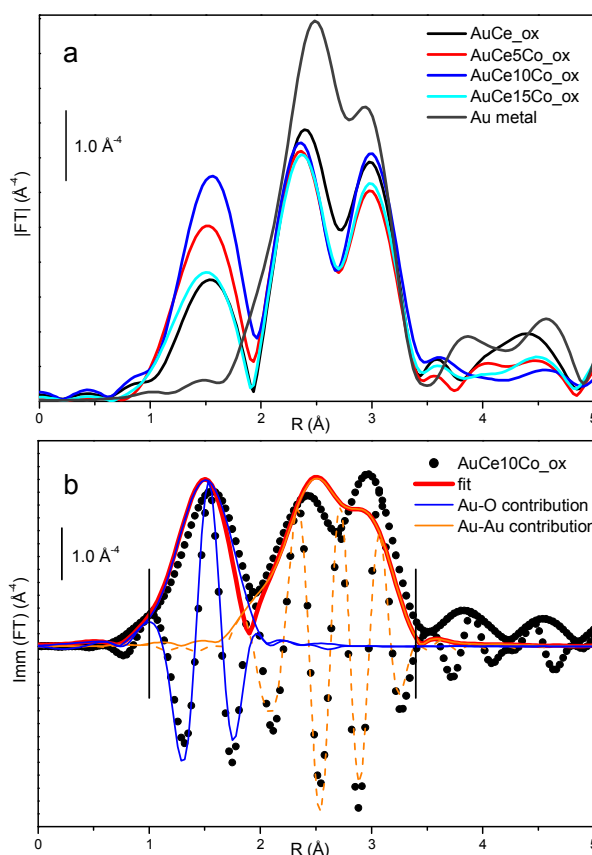 a
AuCe_ox
AuCe5Co_ox
AuCe10Co_ox
AuCe15Co_ox
Au metal
1.0 Å-4
|FT| (Å-4)
0 1 2 3 4 5
R (Å)
b
AuCe10Co_ox
fit
Au-O contribution
Au-Au contribution
1.0 Å-4
Imm (FT) (Å-4)
0 1 2 3 4 5
R (Å)